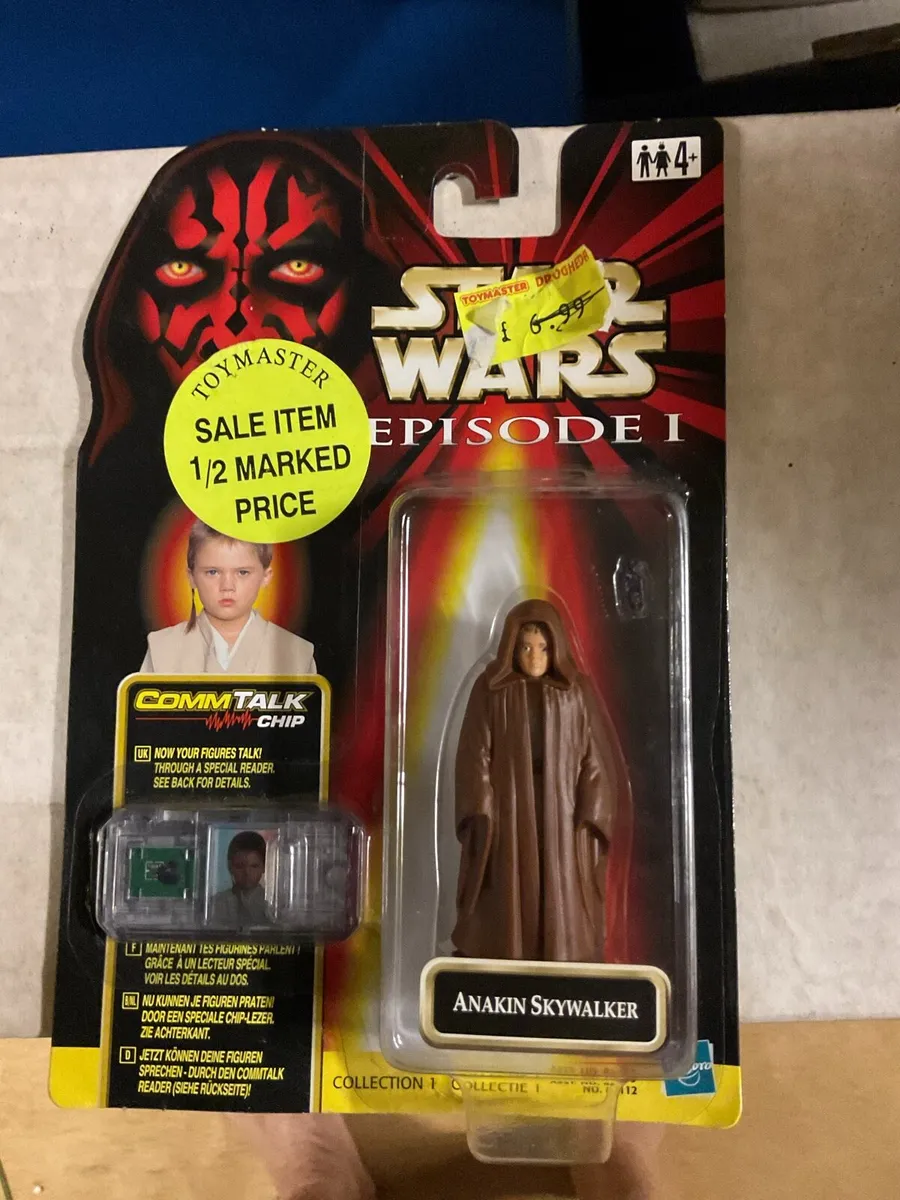 4+
STAR
WARS
EPISODE I
TOYMASTER DROGHEDA
£ 6.99
TOYMASTER
SALE ITEM
1/2 MARKED
PRICE
COMMTALK
CHIP
UK NOW YOUR FIGURES TALK!
THROUGH A SPECIAL READER.
SEE BACK FOR DETAILS.
F MAINTENANT TES FIGURINES PARLENT!
GRÂCE À UN LECTEUR SPÉCIAL.
VOIR LES DÉTAILS AU DOS.
B/NL NU KUNNEN JE FIGUREN PRATEN!
DOOR EEN SPECIALE CHIP-LEZER.
ZIE ACHTERKANT.
D JETZT KÖNNEN DEINE FIGUREN
SPRECHEN - DURCH DEN COMMTALK
READER (SIEHE RÜCKSEITE)!
ANAKIN SKYWALKER
COLLECTION 1 COLLECTIE 1
NO.